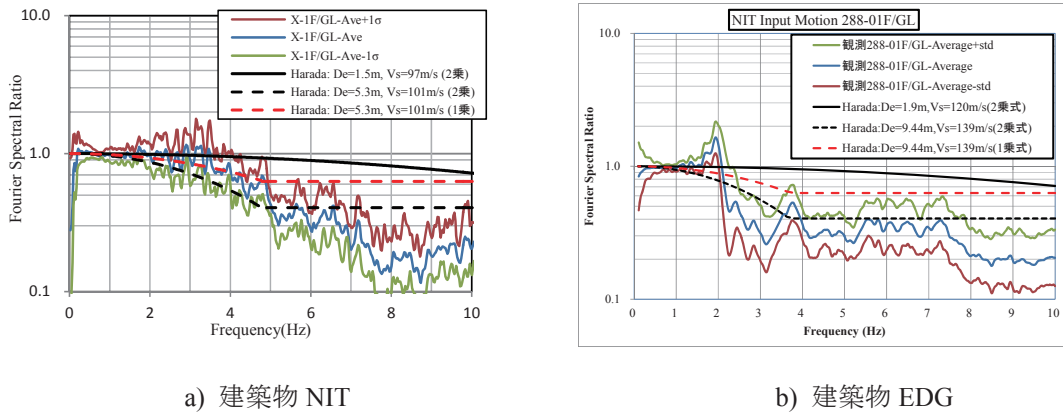 10.0
1.0
0.1
Fourier Spectral Ratio
X-1F/GL-Ave+1σ
X-1F/GL-Ave
X-1F/GL-Ave-1σ
Harada: De=1.5m, Vs=97m/s (2乗)
Harada: De=5.3m, Vs=101m/s (2乗)
Harada: De=5.3m, Vs=101m/s (1乗)
0 2 4 6 8 10
Frequency(Hz)
a) 建築物 NIT
NIT Input Motion 288-01F/GL
10.0
1.0
0.1
Fourier Spectral Ratio
観測288-01F/GL-Average+std
観測288-01F/GL-Average
観測288-01F/GL-Average-std
Harada:De=1.9m,Vs=120m/s(2乗式)
Harada:De=9.44m,Vs=139m/s(2乗式)
Harada:De=9.44m,Vs=139m/s(1乗式)
0 1 2 3 4 5 6 7 8 9 10
Frequency (Hz)
b) 建築物 EDG